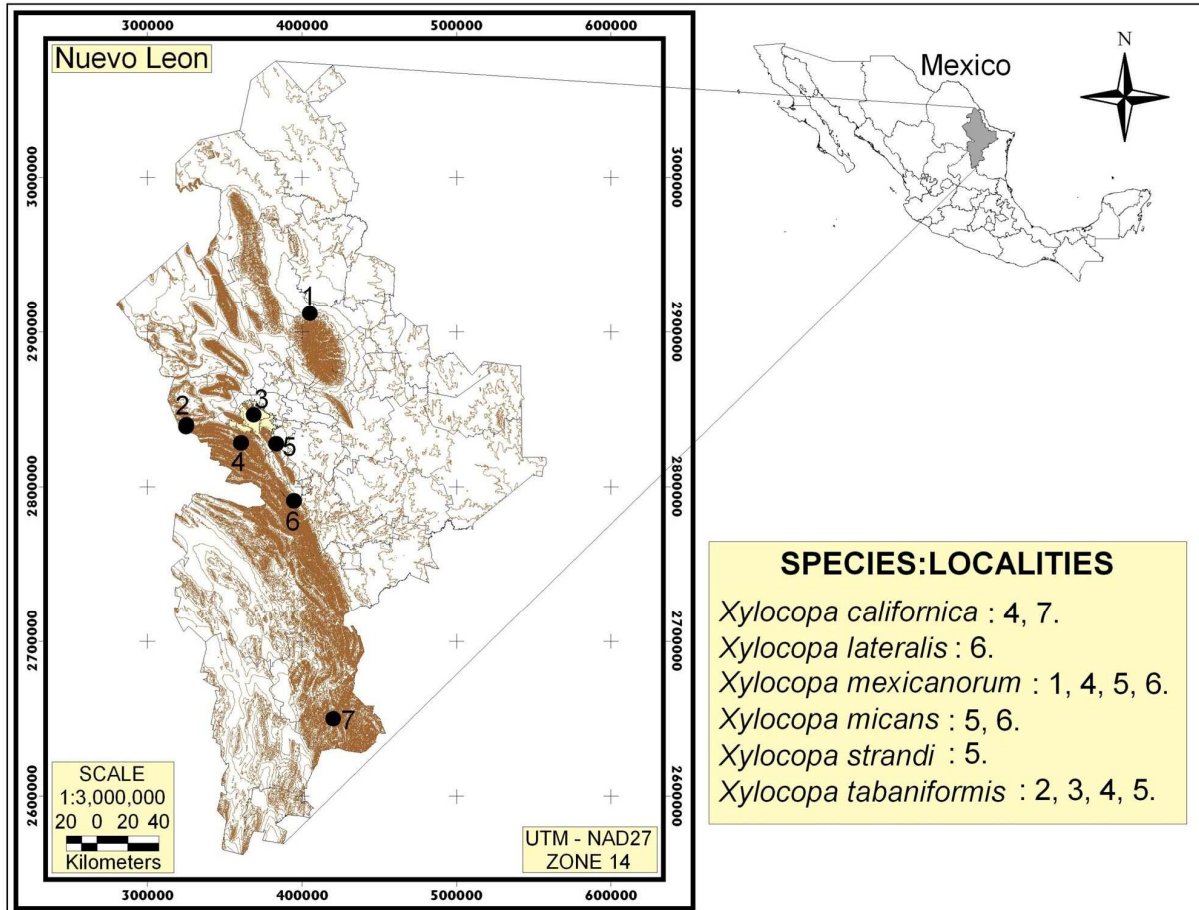 300000 400000 500000 600000
Nuevo Leon
Mexico
N
3000000 3000000
1
2900000 2900000
2
3
4
5
2800000 2800000
6
SPECIES:LOCALITIES
Xylocopa californica : 4, 7.
Xylocopa lateralis : 6.
Xylocopa mexicanorum : 1, 4, 5, 6.
Xylocopa micans : 5, 6.
Xylocopa strandi : 5.
Xylocopa tabaniformis : 2, 3, 4, 5.
2700000 2700000
7
2600000 2600000
SCALE
1:3,000,000
20 0 20 40
Kilometers
UTM - NAD27
ZONE 14
300000 400000 500000 600000